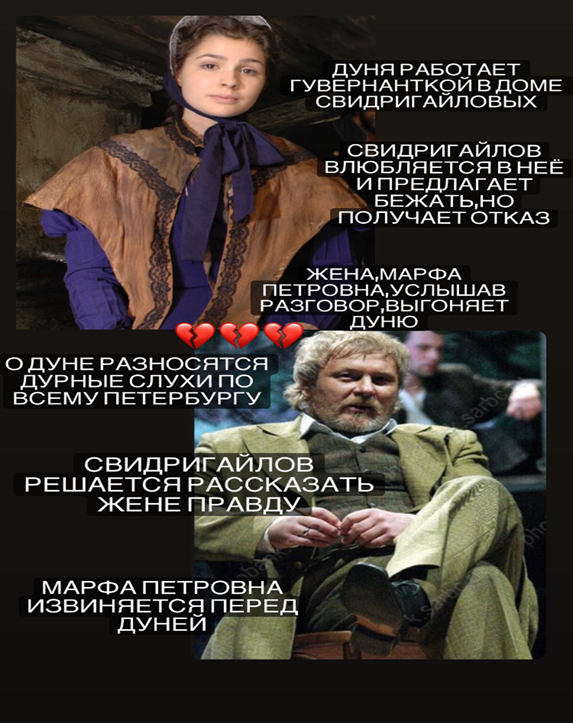 ДУНЯ РАБОТАЕТ
ГУВЕРНАНТКОЙ В ДОМЕ
СВИДРИГАЙЛОВЫХ
СВИДРИГАЙЛОВ
ВЛЮБЛЯЕТСЯ В НЕЁ
И ПРЕДЛАГАЕТ
БЕЖАТЬ,НО
ПОЛУЧАЕТ ОТКАЗ
ЖЕНА,МАРФА
ПЕТРОВНА,УСЛЫШАВ
РАЗГОВОР,ВЫГОНЯЕТ
ДУНЮ
О ДУНЕ РАЗНОСЯТСЯ
ДУРНЫЕ СЛУХИ ПО
ВСЕМУ ПЕТЕРБУРГУ
СВИДРИГАЙЛОВ
РЕШАЕТСЯ РАССКАЗАТЬ
ЖЕНЕ ПРАВДУ
МАРФА ПЕТРОВНА
ИЗВИНЯЕТСЯ ПЕРЕД
ДУНЕЙ